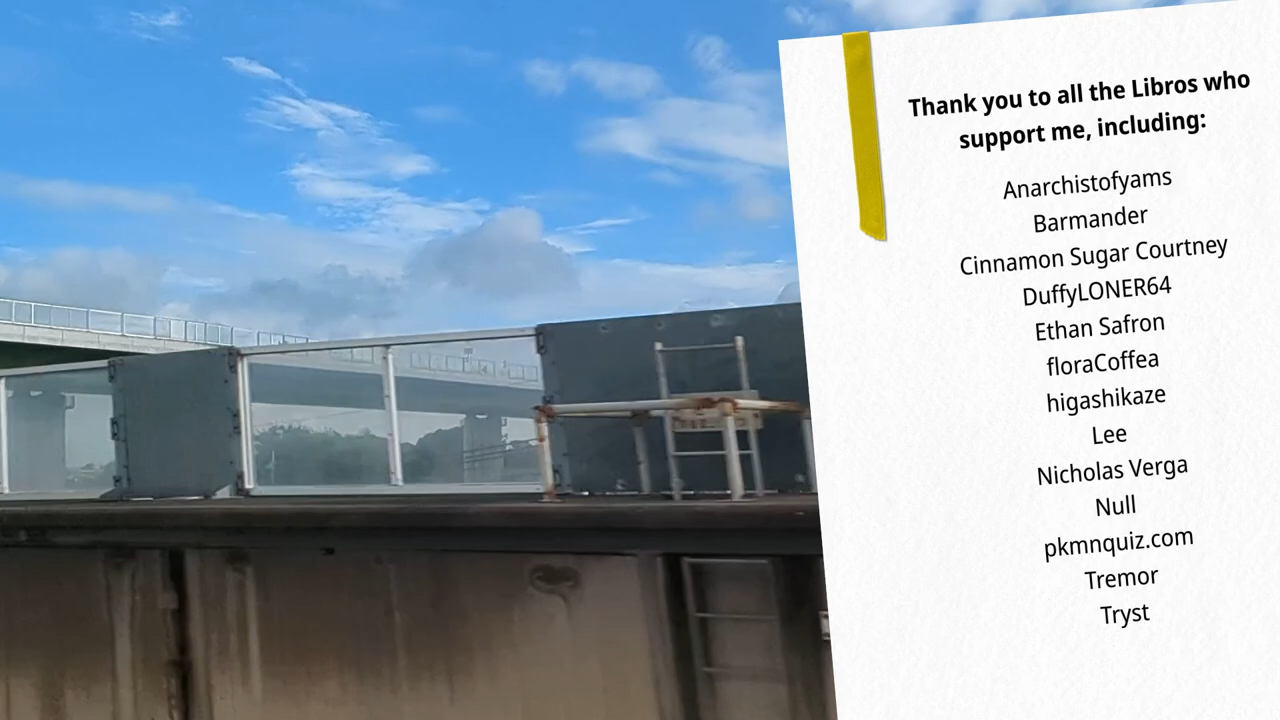 Thank you to all the Libros who
support me, including:
Anarchistofyams
Barmander
Cinnamon Sugar Courtney
DuffyLONER64
Ethan Safron
floraCoffea
higashikaze
Lee
Nicholas Verga
Null
pkmnquiz.com
Tremor
Tryst